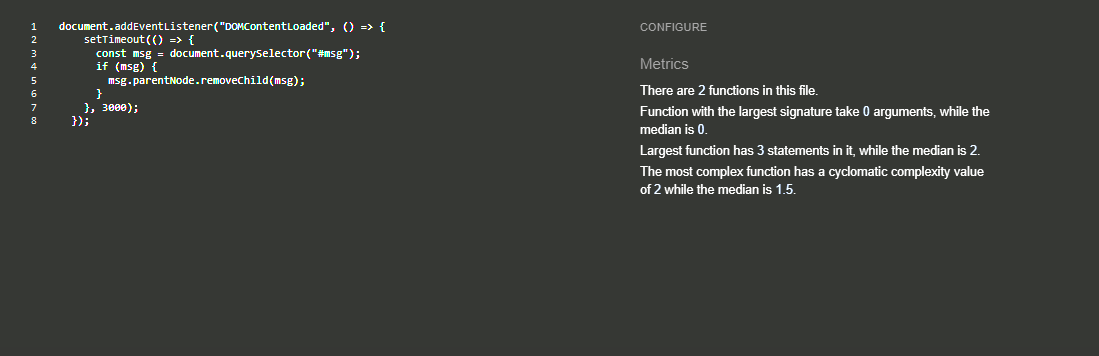 1 document.addEventListener("DOMContentLoaded", () => {
2 setTimeout(() => {
3 const msg = document.querySelector("#msg");
4 if (msg) {
5 msg.parentNode.removeChild(msg);
6 }
7 }, 3000);
8 });
CONFIGURE
Metrics
There are 2 functions in this file.
Function with the largest signature take 0 arguments, while the
median is 0.
Largest function has 3 statements in it, while the median is 2.
The most complex function has a cyclomatic complexity value
of 2 while the median is 1.5.